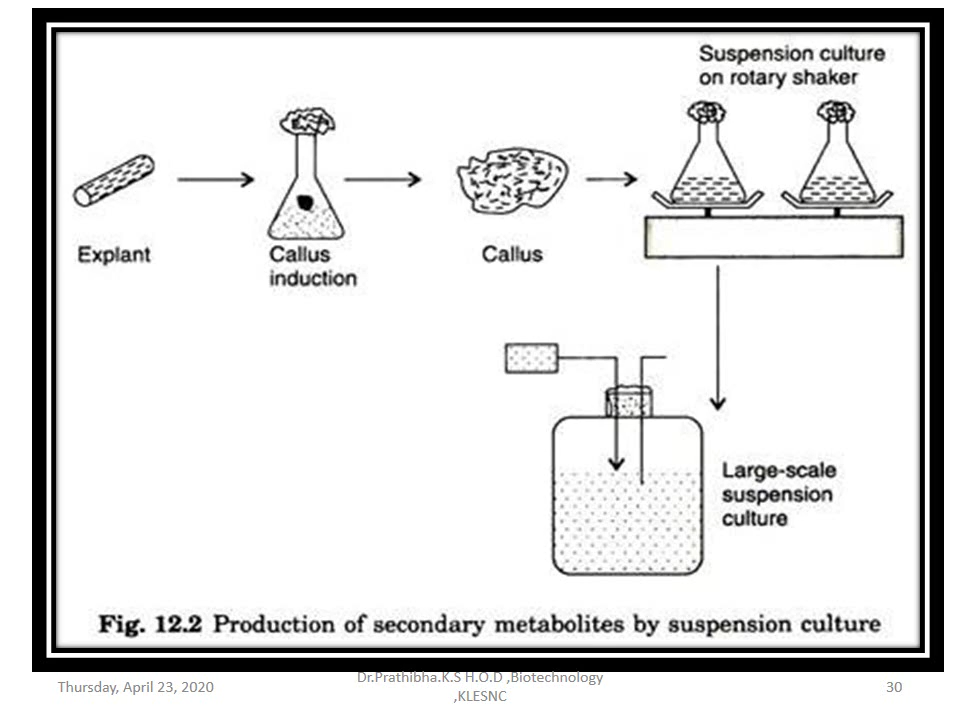 Suspension culture
on rotary shaker
Explant
Callus
induction
Callus
Large-scale
suspension
culture
Fig. 12.2 Production of secondary metabolites by suspension culture
Thursday, April 23, 2020
Dr.Prathibha.K.S H.O.D ,Biotechnology
,KLESNC
30